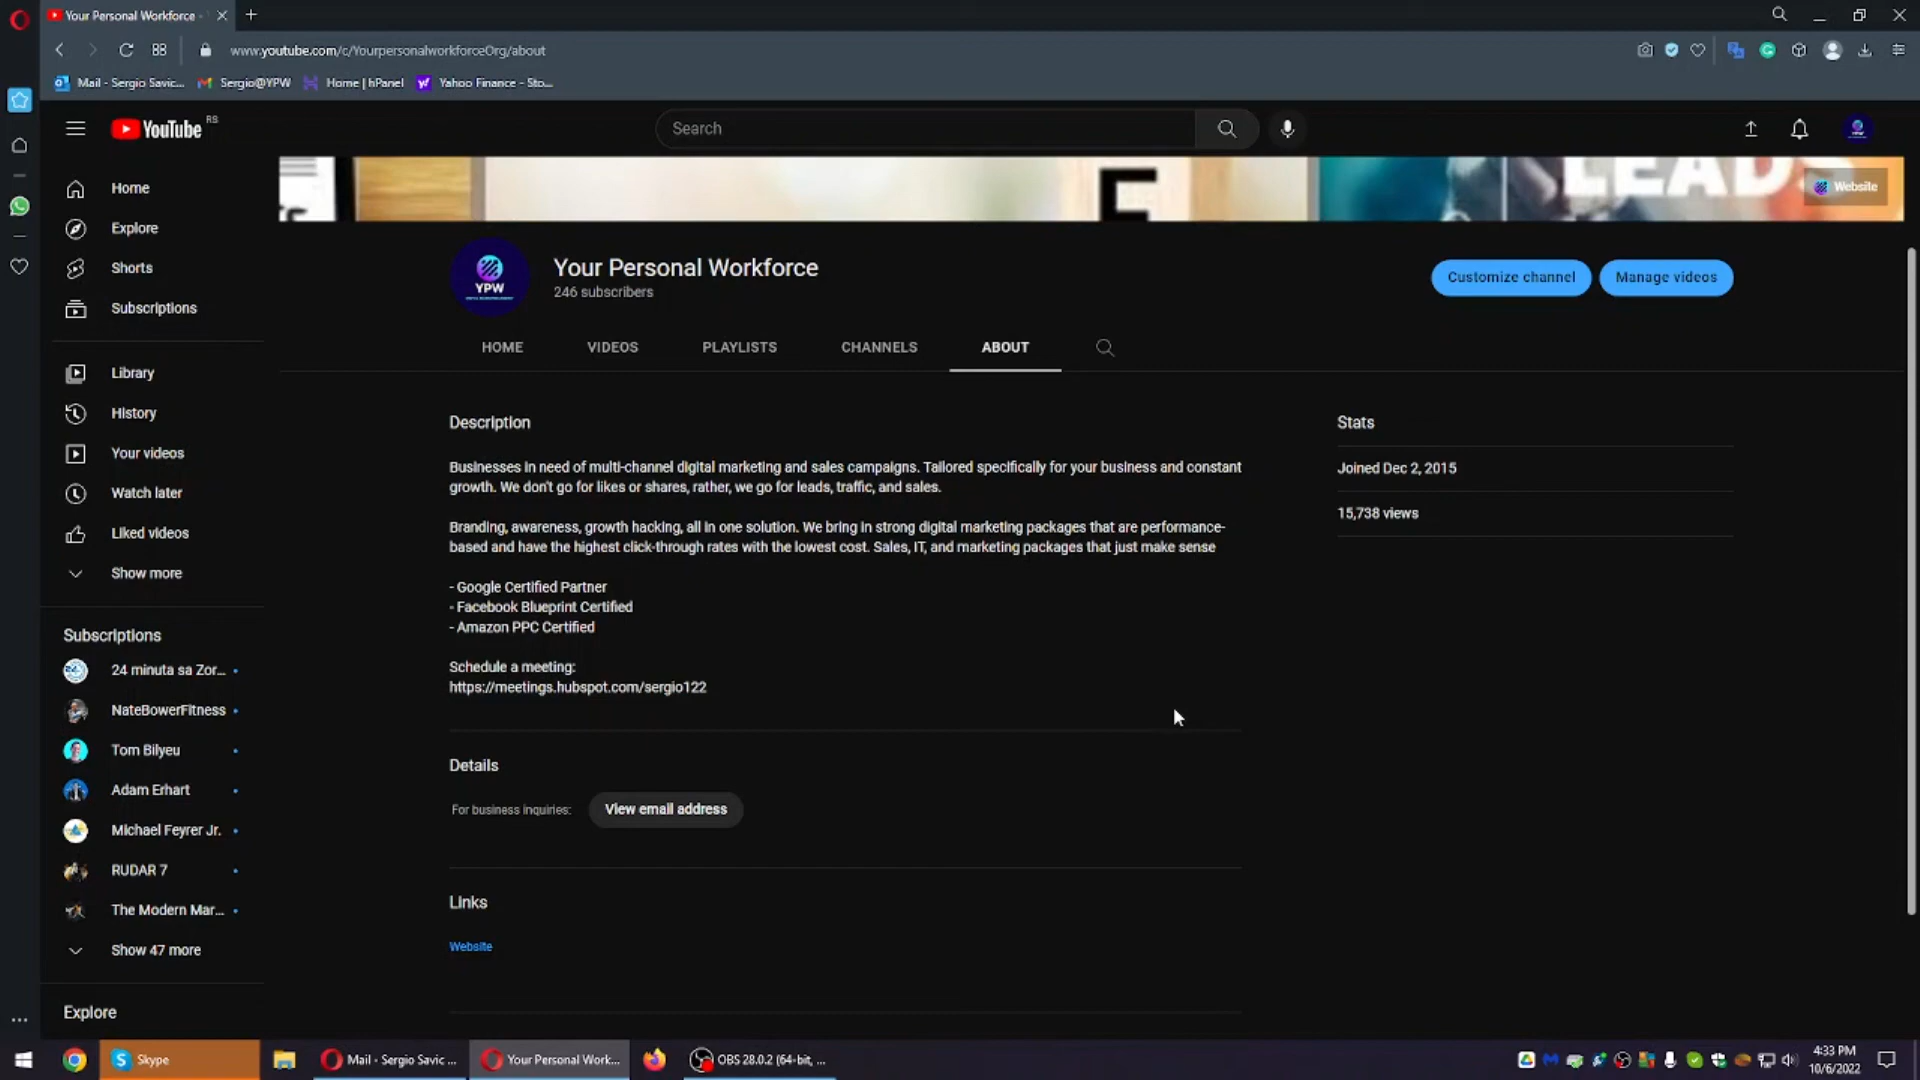 Your Personal Workforce -
www.youtube.com/c/YourpersonalworkforceOrg/about
Mail - Sergio Savic...
Sergio@YPW
Home | hPanel
Yahoo Finance - Sto...
YouTube RS
Search
LEADS
Website
Home
Explore
Shorts
Subscriptions
Library
History
Your videos
Watch later
Liked videos
Show more
Subscriptions
24 minuta sa Zor...
NateBowerFitness
Tom Bilyeu
Adam Erhart
Michael Feyrer Jr.
RUDAR 7
The Modern Mar...
Show 47 more
Explore
YPW
Your Personal Workforce
246 subscribers
Customize channel
Manage videos
HOME
VIDEOS
PLAYLISTS
CHANNELS
ABOUT
Description
Businesses in need of multi-channel digital marketing and sales campaigns. Tailored specifically for your business and constant
growth. We don't go for likes or shares, rather, we go for leads, traffic, and sales.
Branding, awareness, growth hacking, all in one solution. We bring in strong digital marketing packages that are performance-
based and have the highest click-through rates with the lowest cost. Sales, IT, and marketing packages that just make sense
- Google Certified Partner
- Facebook Blueprint Certified
- Amazon PPC Certified
Schedule a meeting:
https://meetings.hubspot.com/sergio122
Details
For business inquiries:
View email address
Links
Website
Stats
Joined Dec 2, 2015
15,738 views
Skype
Mail - Sergio Savic ...
Your Personal Work...
OBS 28.0.2 (64-bit, ...
4:33 PM
10/6/2022